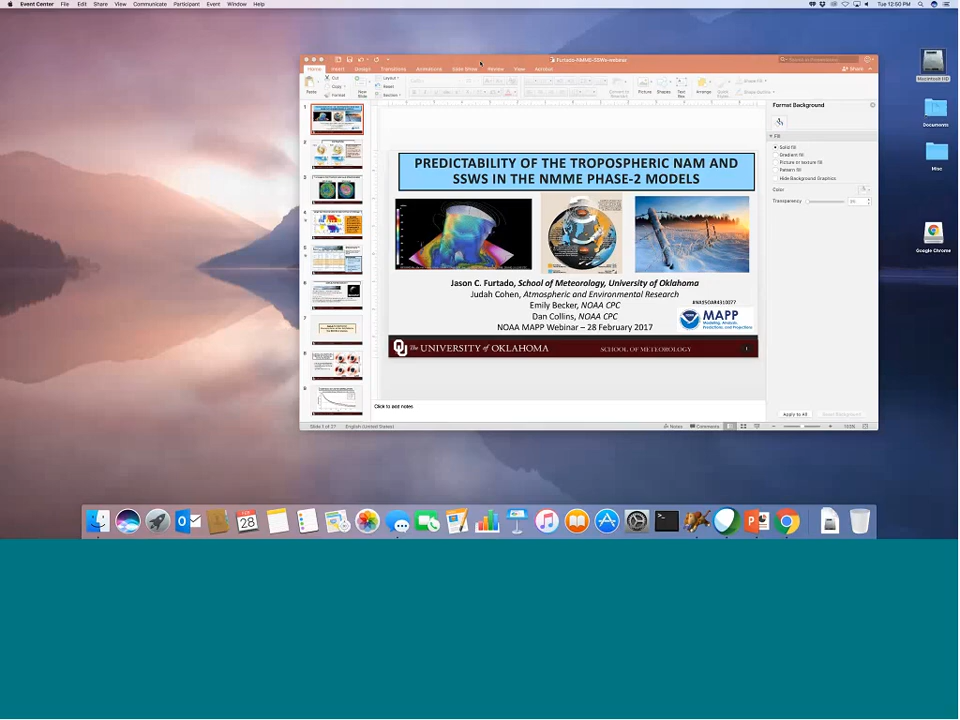 Event Center File Edit Share View Communicate Participant Event Window Help
Tue 12:50 PM
Furtado-NMME-SSWs-webinar
Home Insert Design Transitions Animations Slide Show Review View Acrobat
Share
Paste
Cut
Copy
Format
New Slide
Layout
Reset
Section
Picture Shapes Text Box Arrange
Format Background
Fill
Solid fill
Gradient fill
Picture or texture fill
Pattern fill
Hide Background Graphics
Color
Transparency
Macintosh HD
Documents
Misc
Google Chrome
PREDICTABILITY OF THE TROPOSPHERIC NAM AND
SSWS IN THE NMME PHASE-2 MODELS
Jason C. Furtado, School of Meteorology, University of Oklahoma
Judah Cohen, Atmospheric and Environmental Research
Emily Becker, NOAA CPC
Dan Collins, NOAA CPC
NOAA MAPP Webinar – 28 February 2017
MAPP
Modeling, Analysis,
Predictions, and Projections
The UNIVERSITY of OKLAHOMA
SCHOOL OF METEOROLOGY
Click to add notes
Apply to All
Slide 1 of 27 English (United States)
Notes Comments
FEB
28